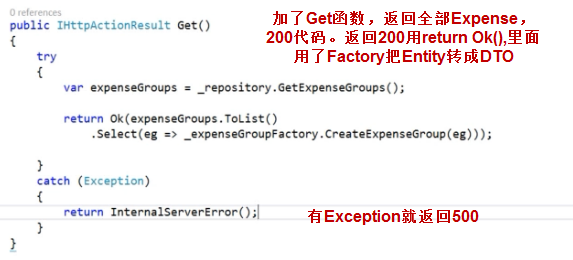 0 references
public IHttpActionResult Get()
{
try
{
var expenseGroups = _repository.GetExpenseGroups();
return Ok(expenseGroups.ToList()
.Select(eg => _expenseGroupFactory.CreateExpenseGroup(eg)));
}
catch (Exception)
{
return InternalServerError();
}
}
加了Get函数，返回全部Expense，
200代码。返回200用return Ok(),里面
用了Factory把Entity转成DTO
有Exception就返回500